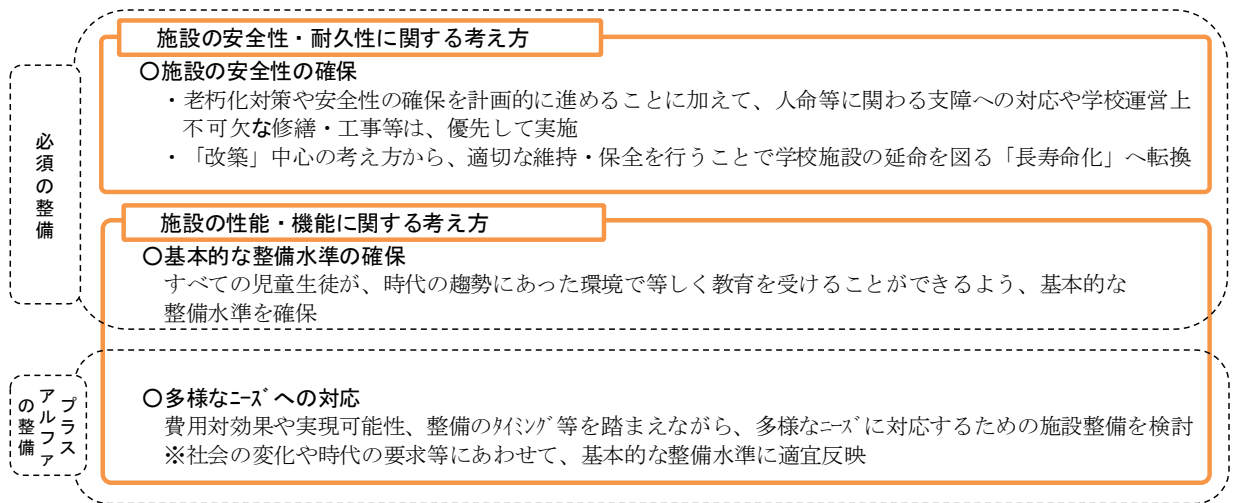 必須の整備
施設の安全性・耐久性に関する考え方
○施設の安全性の確保
・老朽化対策や安全性の確保を計画的に進めることに加えて、人命等に関わる支障への対応や学校運営上
不可欠な修繕・工事等は、優先して実施
・「改築」中心の考え方から、適切な維持・保全を行うことで学校施設の延命を図る「長寿命化」へ転換
施設の性能・機能に関する考え方
○基本的な整備水準の確保
すべての児童生徒が、時代の趨勢にあった環境で等しく教育を受けることができるよう、基本的な
整備水準を確保
プラス
アルファ
の整備
○多様なﾆｰｽﾞへの対応
費用対効果や実現可能性、整備のﾀｲﾐﾝｸﾞ等を踏まえながら、多様なﾆｰｽﾞに対応するための施設整備を検討
※社会の変化や時代の要求等にあわせて、基本的な整備水準に適宜反映